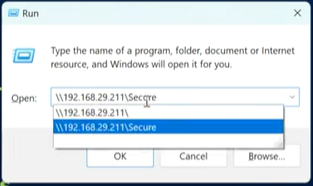 Run
Type the name of a program, folder, document or Internet
resource, and Windows will open it for you.
Open:
\\192.168.29.211\Secure
\\192.168.29.211\
\\192.168.29.211\Secure
OK
Cancel
Browse...